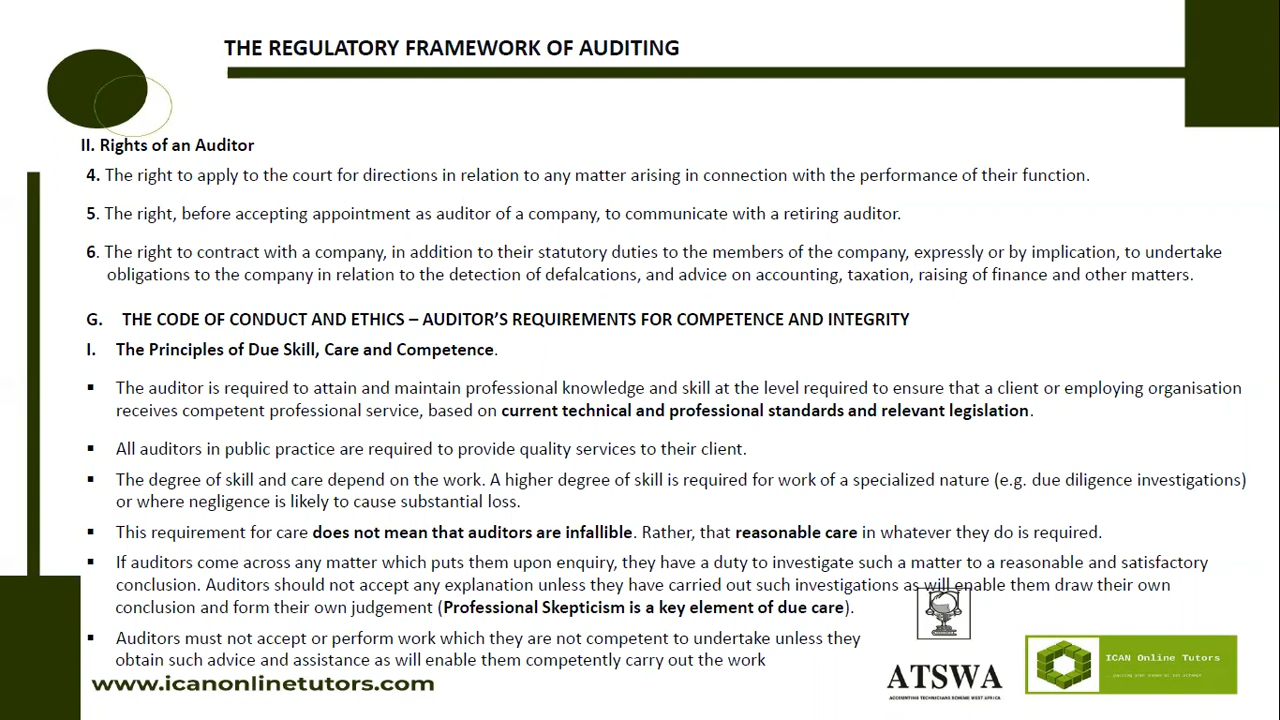 THE REGULATORY FRAMEWORK OF AUDITING
II. Rights of an Auditor
4. The right to apply to the court for directions in relation to any matter arising in connection with the performance of their function.
5. The right, before accepting appointment as auditor of a company, to communicate with a retiring auditor.
6. The right to contract with a company, in addition to their statutory duties to the members of the company, expressly or by implication, to undertake
obligations to the company in relation to the detection of defalcations, and advice on accounting, taxation, raising of finance and other matters.
G. THE CODE OF CONDUCT AND ETHICS – AUDITOR'S REQUIREMENTS FOR COMPETENCE AND INTEGRITY
I. The Principles of Due Skill, Care and Competence.
▪ The auditor is required to attain and maintain professional knowledge and skill at the level required to ensure that a client or employing organisation
receives competent professional service, based on current technical and professional standards and relevant legislation.
▪ All auditors in public practice are required to provide quality services to their client.
▪ The degree of skill and care depend on the work. A higher degree of skill is required for work of a specialized nature (e.g. due diligence investigations)
or where negligence is likely to cause substantial loss.
▪ This requirement for care does not mean that auditors are infallible. Rather, that reasonable care in whatever they do is required.
▪ If auditors come across any matter which puts them upon enquiry, they have a duty to investigate such a matter to a reasonable and satisfactory
conclusion. Auditors should not accept any explanation unless they have carried out such investigations as will enable them draw their own
conclusion and form their own judgement (Professional Skepticism is a key element of due care).
▪ Auditors must not accept or perform work which they are not competent to undertake unless they
obtain such advice and assistance as will enable them competently carry out the work
www.icanonlinetutors.com
ATSWA
ACCOUNTING TECHNICIANS SCHEME WEST AFRICA
ICAN Online Tutors